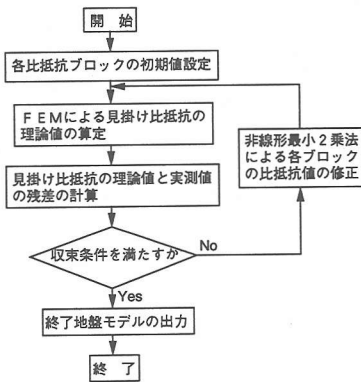 開　始
各比抵抗ブロックの初期値設定
ＦＥＭによる見掛け比抵抗の
理論値の算定
見掛け比抵抗の理論値と実測値
の残差の計算
収束条件を満たすか
No
非線形最小２乗法
による各ブロック
の比抵抗値の修正
Yes
終了地盤モデルの出力
終　了